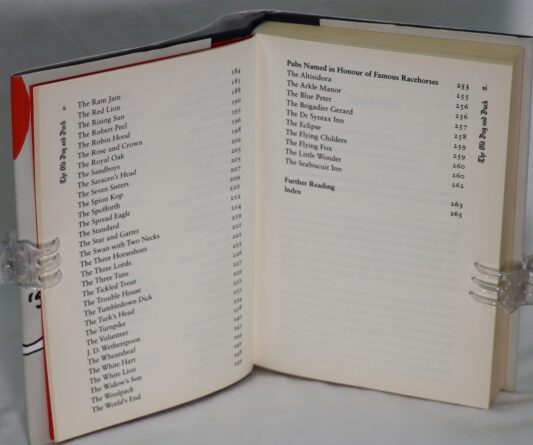 x
The Old Dog and Duck
The Ram Jam 184
The Red Lion 185
The Rising Sun
The Robert Peel
The Robin Hood
The Rose and Crown
The Royal Oak
The Sandboys
The Saracen's Head
The Seven Sisters
The Spion Kop
The Spofforth
The Spread Eagle
The Standard
The Star and Garter
The Swan with Two Necks
The Three Horseshoes
The Three Lords
The Three Tuns
The Tickled Trout
The Trouble House
The Tumbledown Dick
The Turk's Head
The Turnpike
The Volunteer
J. D. Wetherspoon
The Wheatsheaf
The White Hart
The White Lion
The Widow's Son
The Woolpack
The World's End
Pubs Named in Honour of Famous Racehorses 253
The Altisidora 255
The Arkle Manor 256
The Blue Peter 256
The Brigadier Gerard 257
The Dr Syntax Inn 258
The Eclipse 259
The Flying Childers 259
The Flying Fox 260
The Little Wonder 260
The Seabiscuit Inn 262
Further Reading 263
Index 265
xi
The Old Dog and Duck